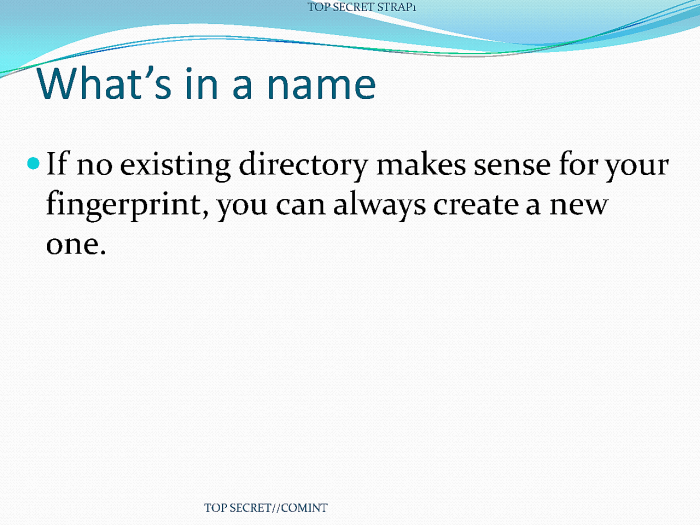 TOP SECRET STRAP1
What's in a name
If no existing directory makes sense for your
fingerprint, you can always create a new
one.
TOP SECRET//COMINT